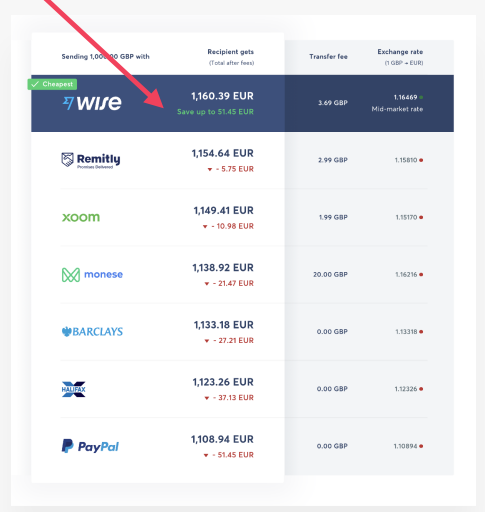 Sending 1,000.00 GBP with Recipient gets Transfer fee Exchange rate
(Total after fees) (1 GBP → EUR)
✓ Cheapest
WISE 1,160.39 EUR 3.69 GBP 1.16469
Save up to 51.45 EUR Mid-market rate
Remitly 1,154.64 EUR 2.99 GBP 1.15810
Promises Delivered
▼ - 5.75 EUR
xoom 1,149.41 EUR 1.99 GBP 1.15170
▼ - 10.98 EUR
monese 1,138.92 EUR 20.00 GBP 1.16216
▼ - 21.47 EUR
BARCLAYS 1,133.18 EUR 0.00 GBP 1.13318
▼ - 27.21 EUR
HALIFAX 1,123.26 EUR 0.00 GBP 1.12326
▼ - 37.13 EUR
PayPal 1,108.94 EUR 0.00 GBP 1.10894
▼ - 51.45 EUR